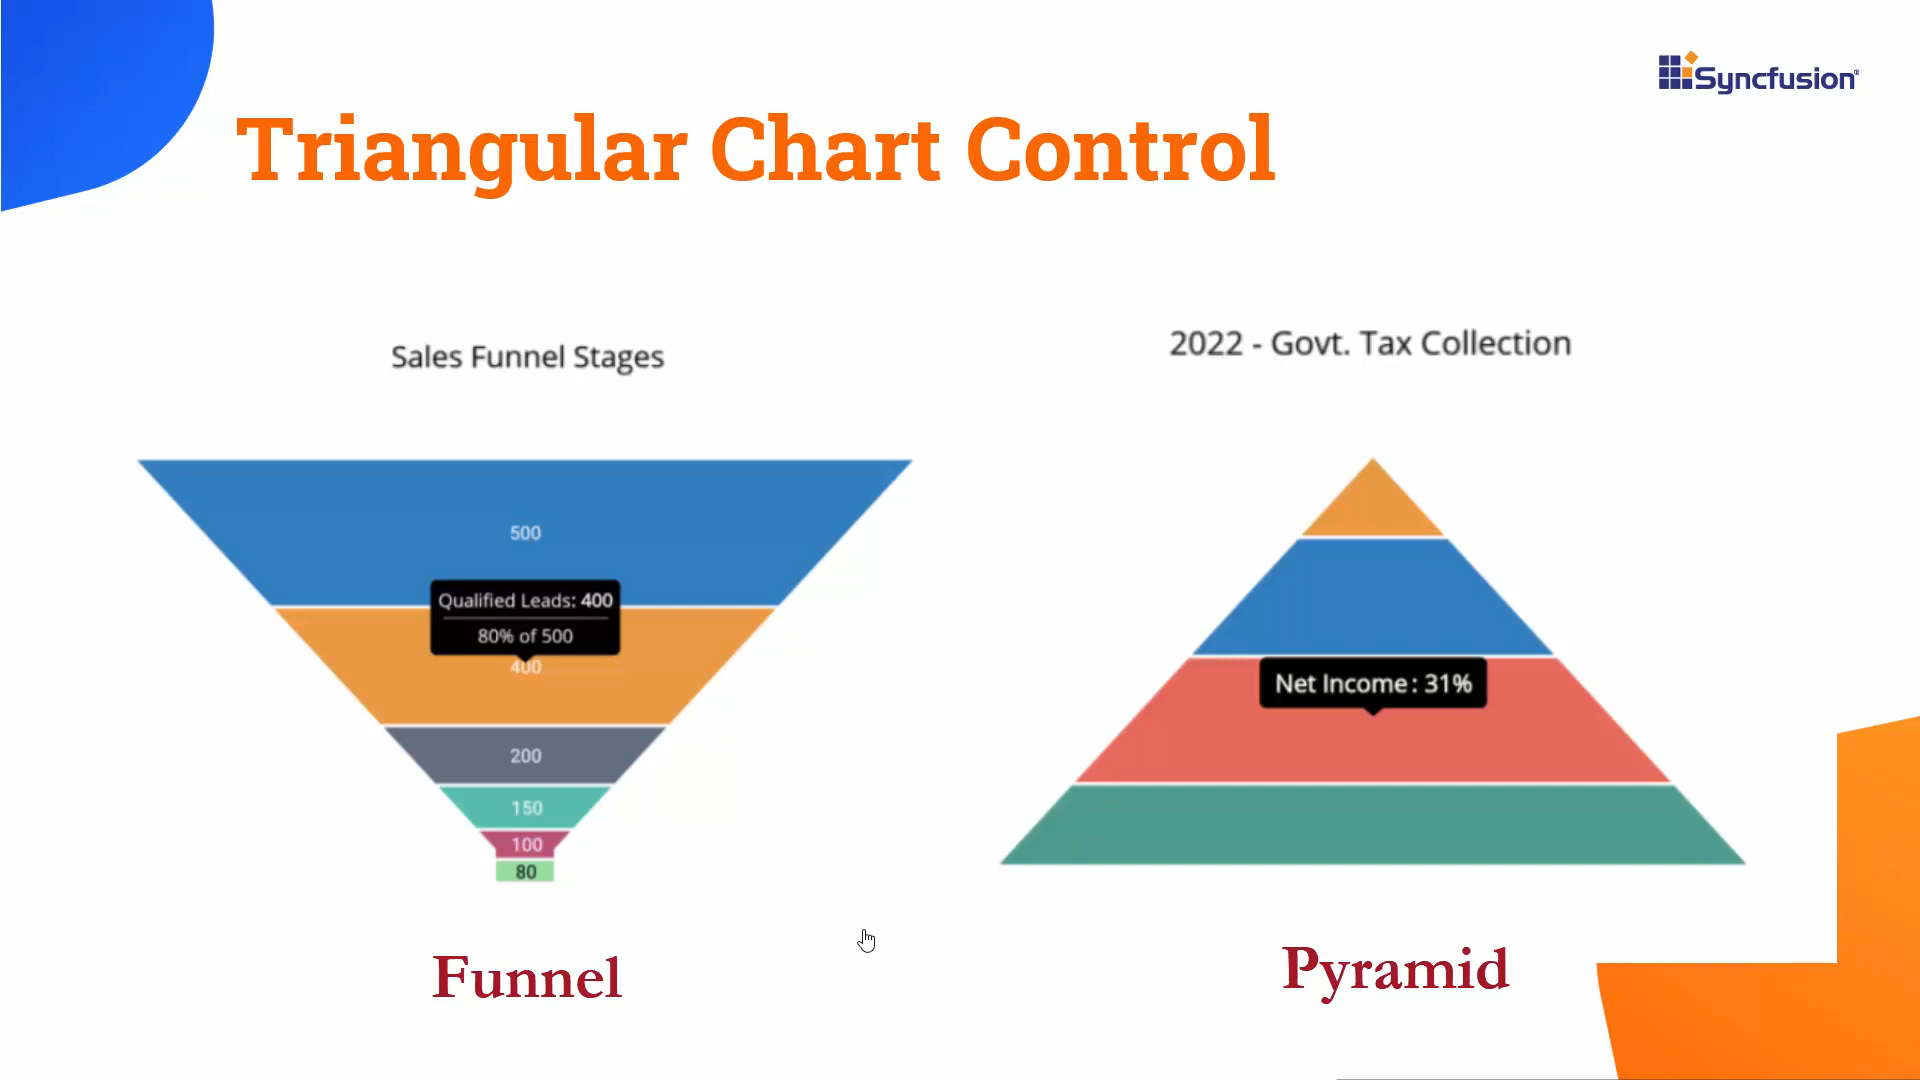 Syncfusion
Triangular Chart Control
Sales Funnel Stages
500
Qualified Leads: 400
80% of 500
400
200
150
100
80
Funnel
2022 - Govt. Tax Collection
Net Income: 31%
Pyramid